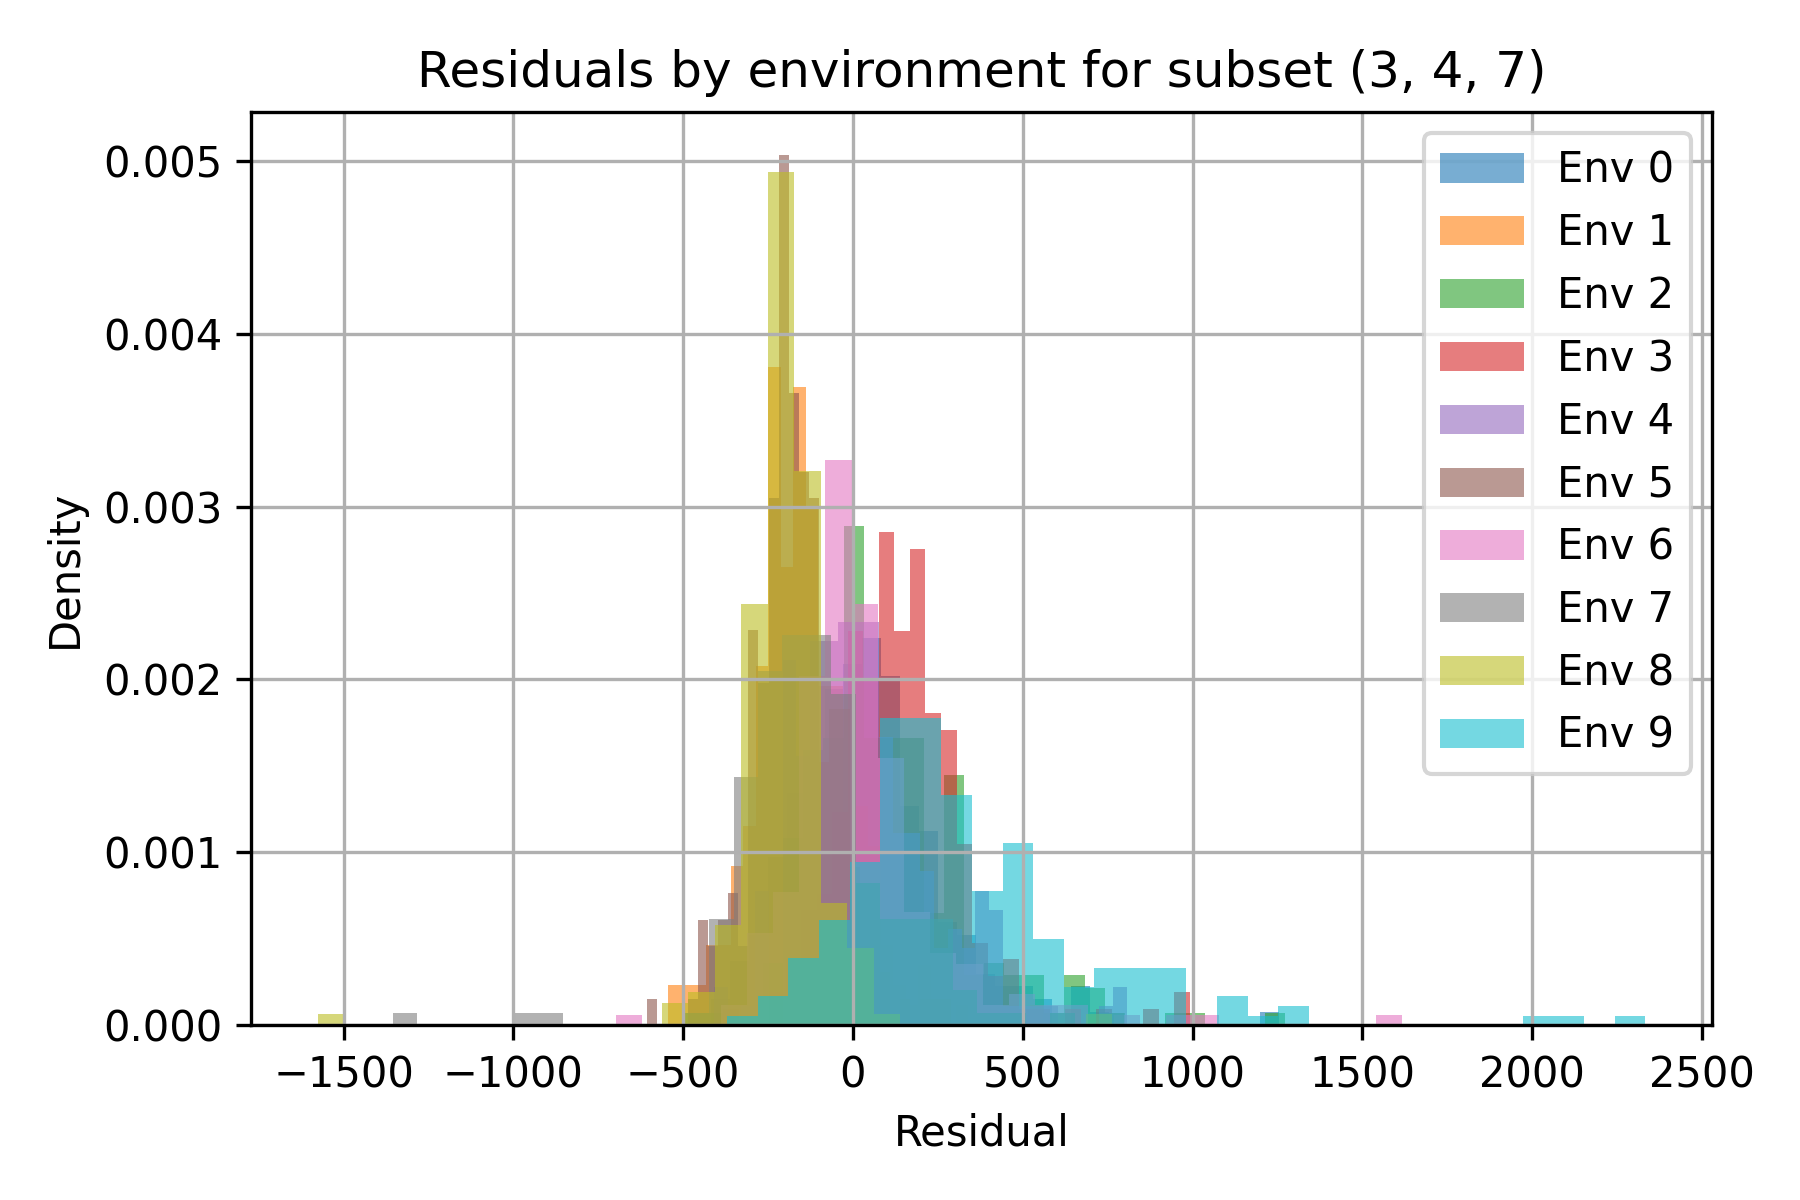 Residuals by environment for subset (3, 4, 7)
Density
0.005
0.004
0.003
0.002
0.001
0.000
Env 0
Env 1
Env 2
Env 3
Env 4
Env 5
Env 6
Env 7
Env 8
Env 9
−1500 −1000 −500 0 500 1000 1500 2000 2500
Residual